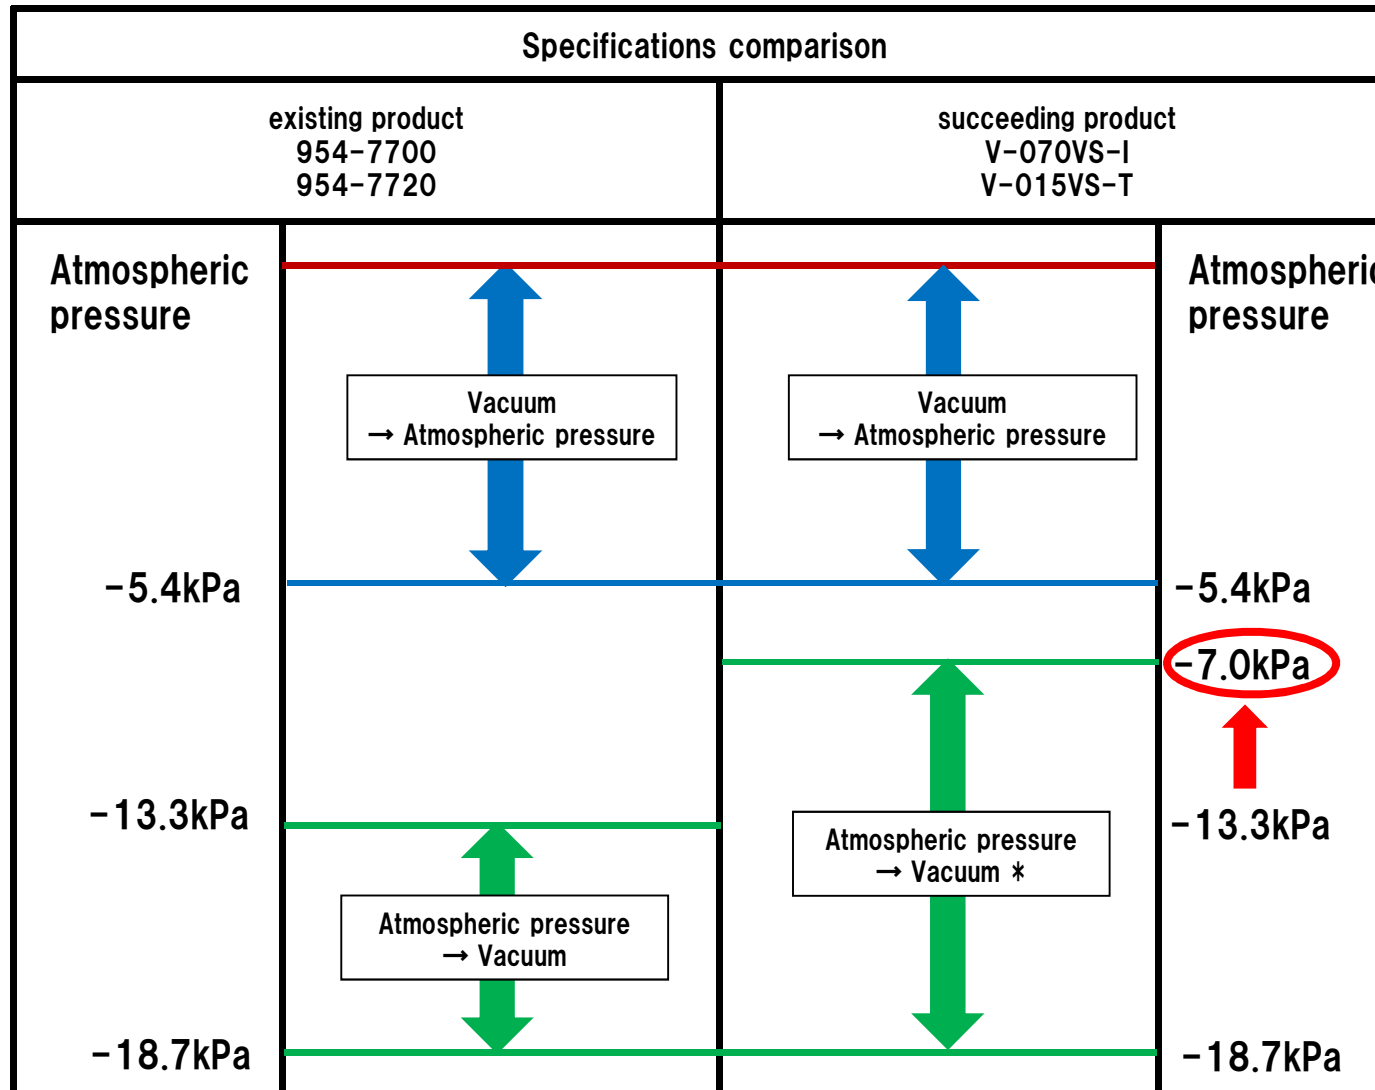 Specifications comparison
existing product
954-7700
954-7720
succeeding product
V-070VS-I
V-015VS-T
Atmospheric
pressure
Atmospheric
pressure
Vacuum
→ Atmospheric pressure
Vacuum
→ Atmospheric pressure
-5.4kPa
-5.4kPa
-7.0kPa
-13.3kPa
-13.3kPa
Atmospheric pressure
→ Vacuum *
Atmospheric pressure
→ Vacuum
-18.7kPa
-18.7kPa